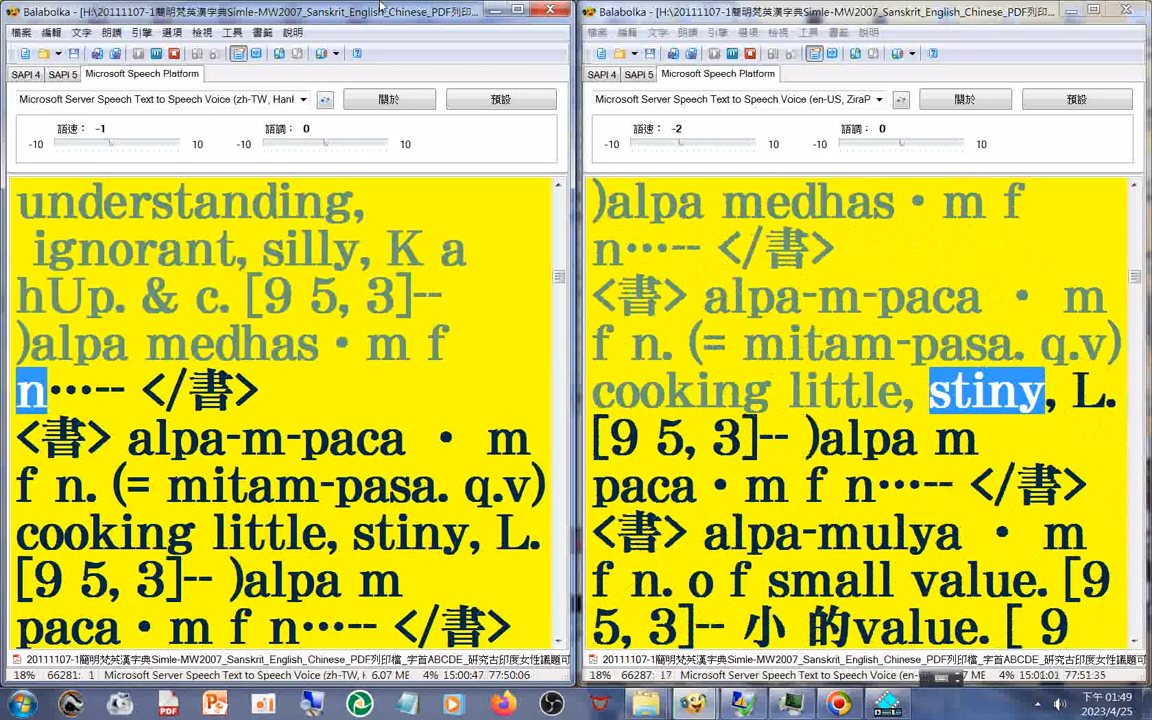 Balabolka - [H:\20111107-1簡明梵英漢字典Simle-MW2007_Sanskrit_English_Chinese_PDF列印...
檔案 編輯 文字 朗讀 引擎 選項 檢視 工具 書籤 說明
SAPI 4 SAPI 5 Microsoft Speech Platform
Microsoft Server Speech Text to Speech Voice (zh-TW, Hanl
關於 預設
語速： -1 語調： 0
-10 10 -10 10
understanding,
ignorant, silly, K a
hUp. & c. [9 5, 3]--
)alpa medhas・m f
n…-- </書>
<書> alpa-m-paca ・ m
f n. (= mitam-pasa. q.v)
cooking little, stiny, L.
[9 5, 3]-- )alpa m
paca・m f n…-- </書>
20111107-1簡明梵英漢字典Simle-MW2007_Sanskrit_English_Chinese_PDF列印檔_字首ABCDE_研究古印度女性議題可
18% 66281: 1 Microsoft Server Speech Text to Speech Voice (zh-TW, H 6.07 MB 4% 15:00:47 77:50:06
Balabolka - [H:\20111107-1簡明梵英漢字典Simle-MW2007_Sanskrit_English_Chinese_PDF列印...
檔案 編輯 文字 朗讀 引擎 選項 檢視 工具 書籤 說明
SAPI 4 SAPI 5 Microsoft Speech Platform
Microsoft Server Speech Text to Speech Voice (en-US, ZiraP
關於 預設
語速： -2 語調： 0
-10 10 -10 10
)alpa medhas・m f
n…-- </書>
<書> alpa-m-paca ・ m
f n. (= mitam-pasa. q.v)
cooking little, stiny, L.
[9 5, 3]-- )alpa m
paca・m f n…-- </書>
<書> alpa-mulya ・ m
f n. o f small value. [9
5, 3]-- 小 的value. [ 9
20111107-1簡明梵英漢字典Simle-MW2007_Sanskrit_English_Chinese_PDF列印檔_字首ABCDE_研究古印度女性議題可
18% 66287: 17 Microsoft Server Speech Text to Speech Voice (en-US, 6.07 MB 4% 15:01:01 77:51:35
下午 01:49
2023/4/25